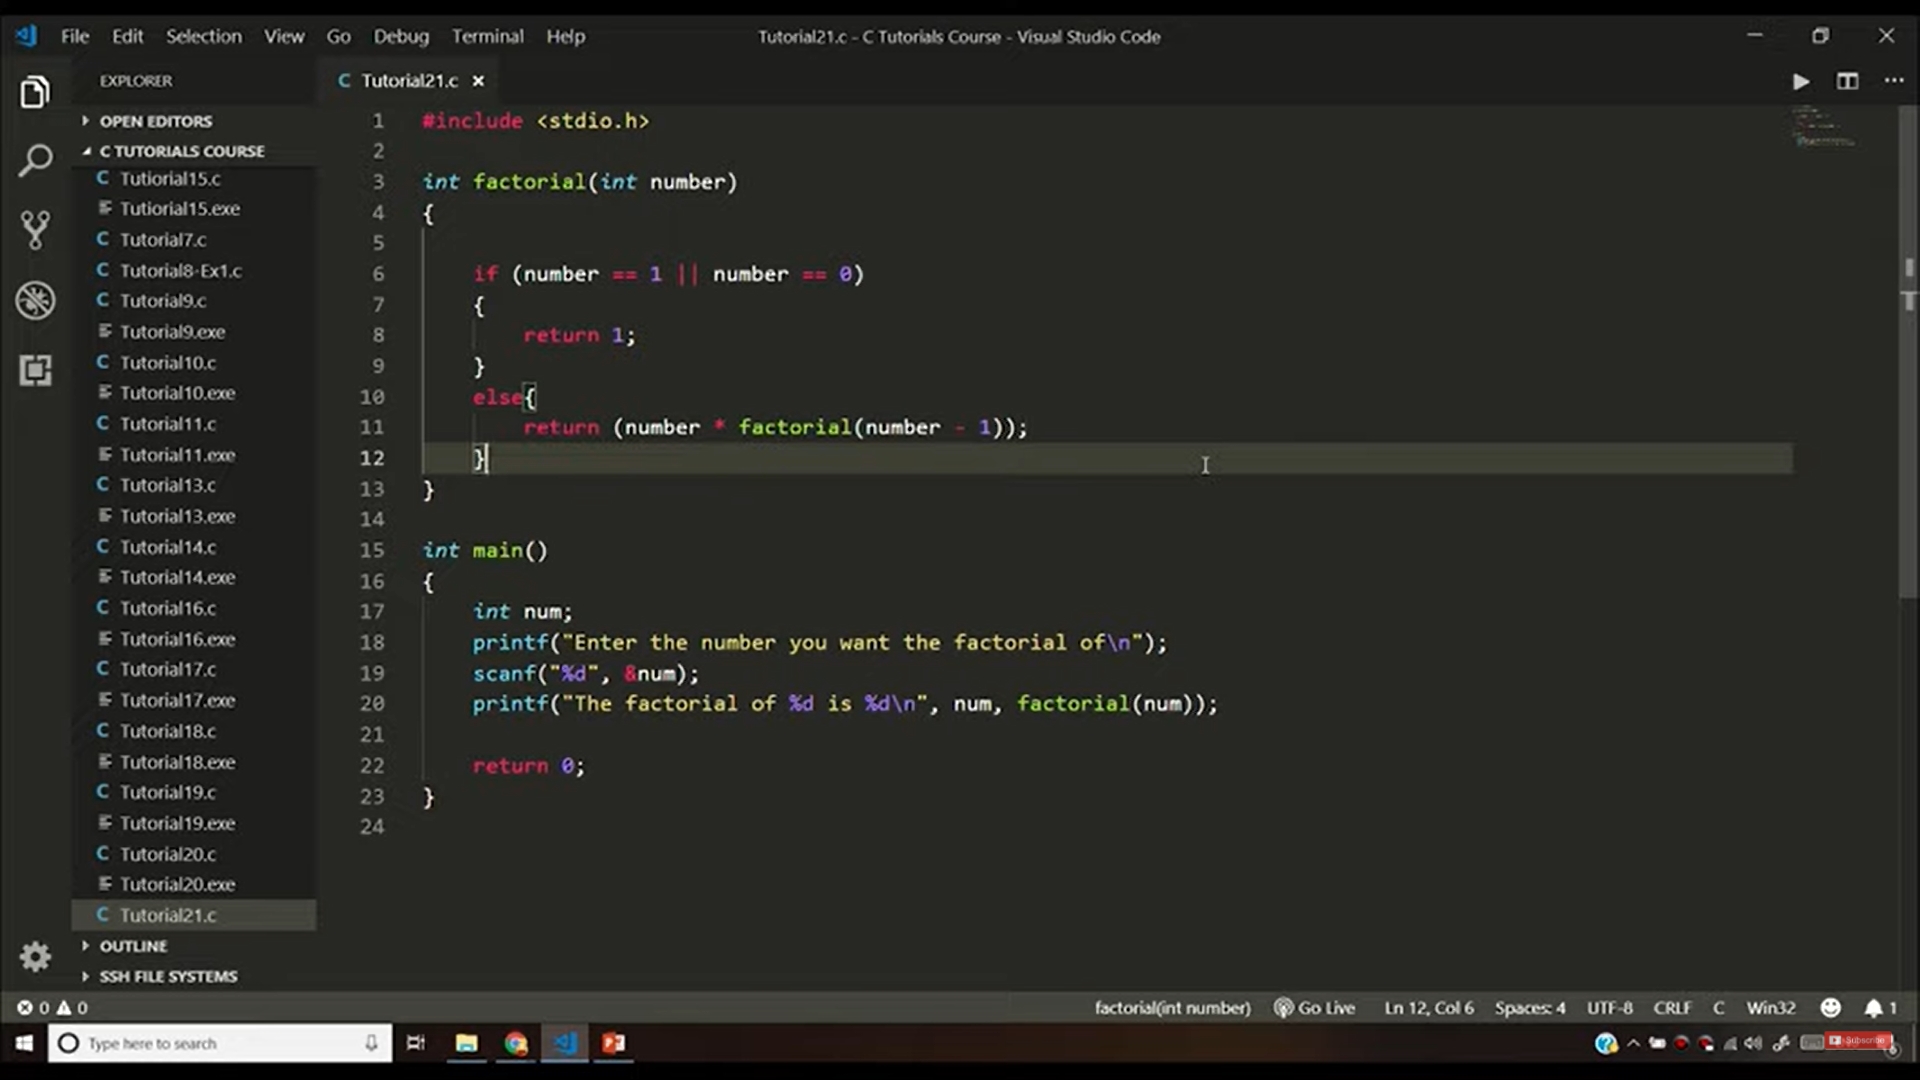 File Edit Selection View Go Debug Terminal Help
Tutorial21.c - C Tutorials Course - Visual Studio Code
EXPLORER
Tutorial21.c
OPEN EDITORS
C TUTORIALS COURSE
Tutiorial15.c
Tutiorial15.exe
Tutorial7.c
Tutorial8-Ex1.c
Tutorial9.c
Tutorial9.exe
Tutorial10.c
Tutorial10.exe
Tutorial11.c
Tutorial11.exe
Tutorial13.c
Tutorial13.exe
Tutorial14.c
Tutorial14.exe
Tutorial16.c
Tutorial16.exe
Tutorial17.c
Tutorial17.exe
Tutorial18.c
Tutorial18.exe
Tutorial19.c
Tutorial19.exe
Tutorial20.c
Tutorial20.exe
Tutorial21.c
OUTLINE
SSH FILE SYSTEMS
1 #include <stdio.h>
2
3 int factorial(int number)
4 {
5
6 if (number == 1 || number == 0)
7 {
8 return 1;
9 }
10 else{
11 return (number * factorial(number - 1));
12 }
13 }
14
15 int main()
16 {
17 int num;
18 printf("Enter the number you want the factorial of\n");
19 scanf("%d", &num);
20 printf("The factorial of %d is %d\n", num, factorial(num));
21
22 return 0;
23 }
24
0 0
factorial(int number) Go Live Ln 12, Col 6 Spaces: 4 UTF-8 CRLF C Win32 1
Type here to search
Subscribe